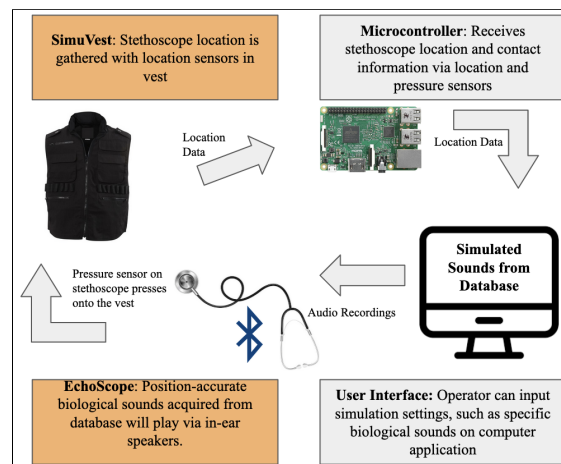 SimuVest: Stethoscope location is
gathered with location sensors in
vest
Microcontroller: Receives
stethoscope location and contact
information via location and
pressure sensors
Location
Data
Location Data
Simulated
Sounds from
Database
Pressure sensor on
stethoscope presses
onto the vest
Audio Recordings
EchoScope: Position-accurate
biological sounds acquired from
database will play via in-ear
speakers.
User Interface: Operator can input
simulation settings, such as specific
biological sounds on computer
application